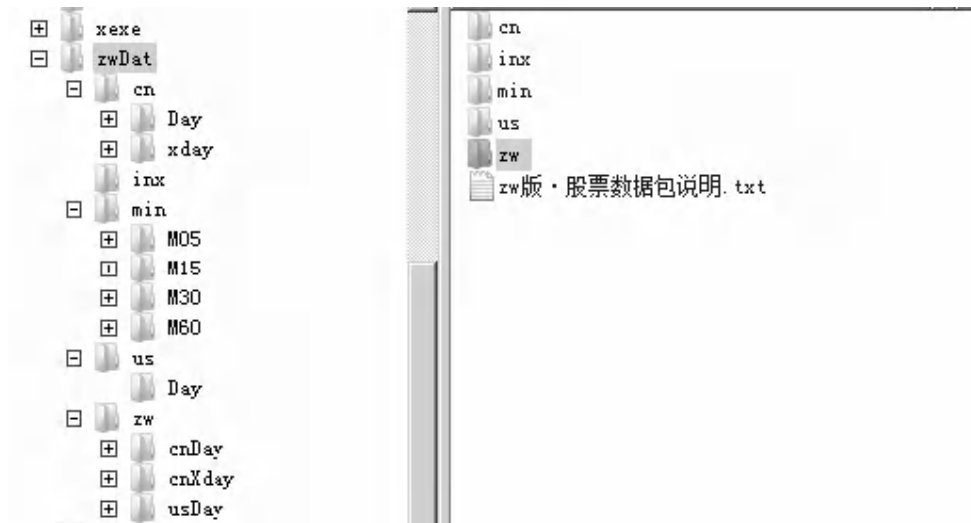 xexe
zwDat
cn
Day
xday
inx
min
M05
M15
M30
M60
us
Day
zw
cnDay
cnXday
usDay
cn
inx
min
us
zw
zw版·股票数据包说明.txt